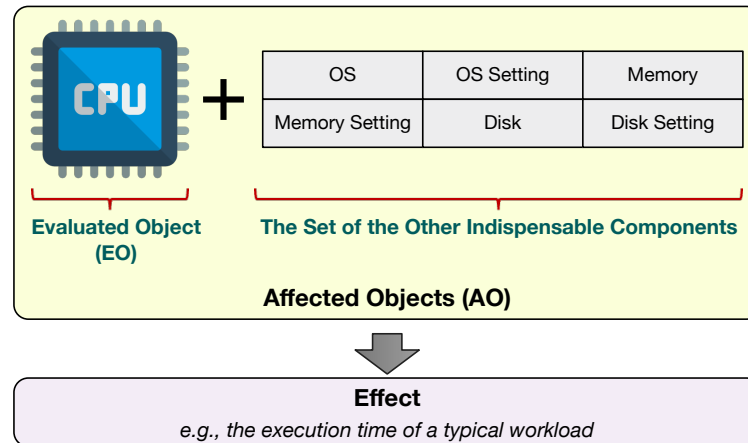 CPU
OS
OS Setting
Memory
Memory Setting
Disk
Disk Setting
Evaluated Object
(EO)
The Set of the Other Indispensable Components
Affected Objects (AO)
Effect
e.g., the execution time of a typical workload